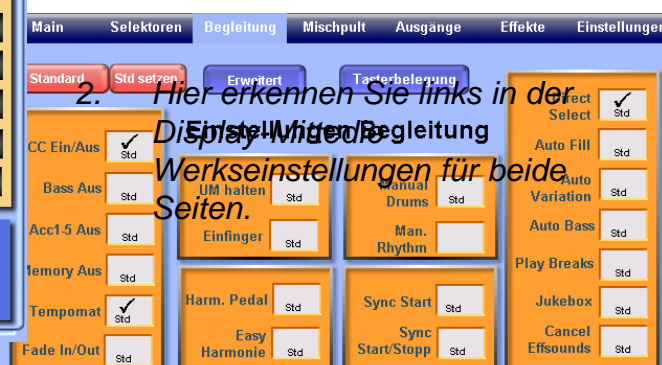 Main Selektoren Begleitung Mischpult Ausgänge Effekte Einstellungen
Standard Std setzen Erweitert Tasterbelegung
2. Hier erkennen Sie links in der
Display-Mitte die
Werkseinstellungen für beide
Seiten.
Einstellungen Begleitung
CC Ein/Aus Std
Bass Aus Std
Acc1-5 Aus Std
Memory Aus Std
Tempomat Std
Fade In/Out Std
UM halten Std
Einfinger Std
Manual
Drums Std
Man.
Rhythm
Harm. Pedal Std
Easy
Harmonie Std
Sync Start Std
Sync
Start/Stopp Std
Direct
Select Std
Auto Fill Std
Auto
Variation Std
Auto Bass Std
Play Breaks Std
Jukebox Std
Cancel
Effsounds Std